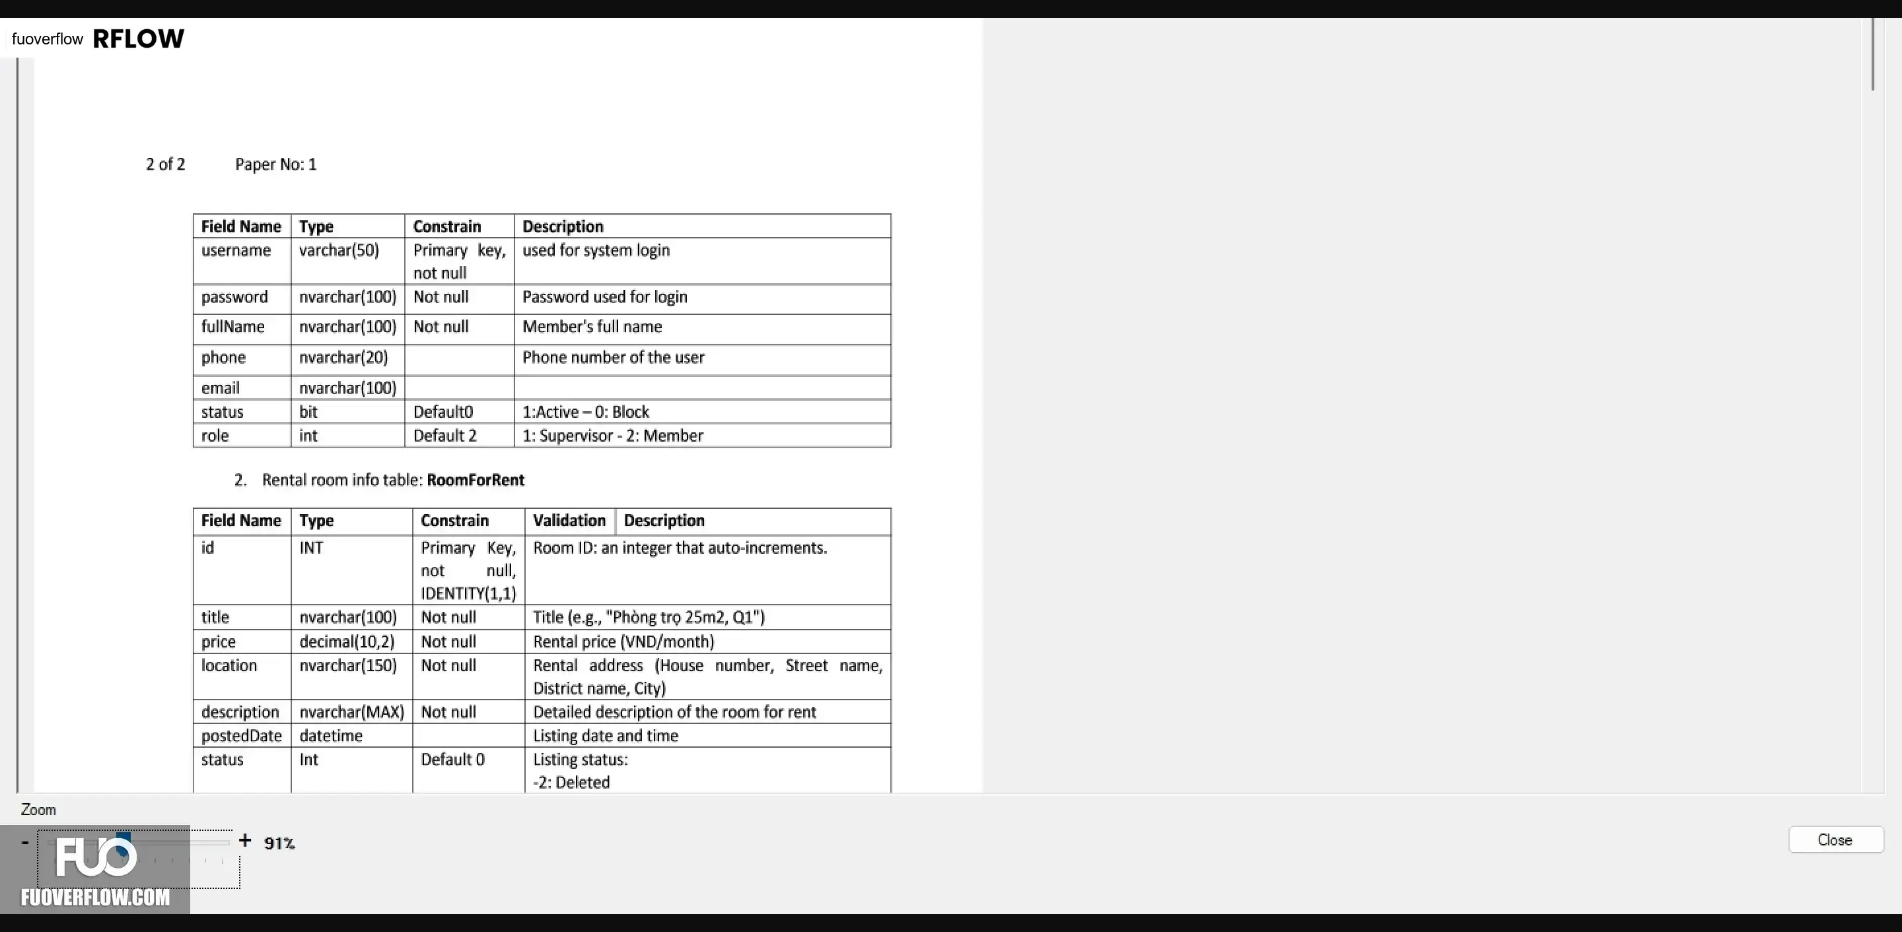 fuoverflow RFLOW
2 of 2 Paper No: 1
Field Name Type Constrain Description
username varchar(50) Primary key, used for system login
not null
password nvarchar(100) Not null Password used for login
fullName nvarchar(100) Not null Member's full name
phone nvarchar(20) Phone number of the user
email nvarchar(100)
status bit Default0 1:Active – 0: Block
role int Default 2 1: Supervisor - 2: Member
2. Rental room info table: RoomForRent
Field Name Type Constrain Validation Description
id INT Primary Key, Room ID: an integer that auto-increments.
not null,
IDENTITY(1,1)
title nvarchar(100) Not null Title (e.g., "Phòng trọ 25m2, Q1")
price decimal(10,2) Not null Rental price (VND/month)
location nvarchar(150) Not null Rental address (House number, Street name,
District name, City)
description nvarchar(MAX) Not null Detailed description of the room for rent
postedDate datetime Listing date and time
status Int Default 0 Listing status:
-2: Deleted
Zoom
- + 91%
Close
FUO
FUOVERFLOW.COM